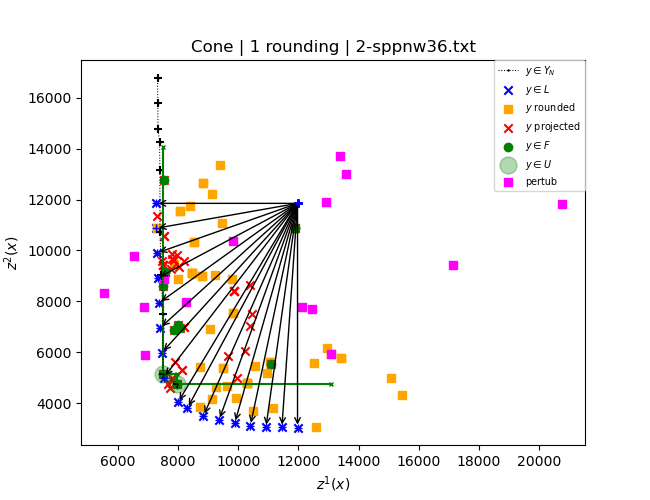 Cone | 1 rounding | 2-sppnw36.txt
y ∈ Y_N
y ∈ L
y rounded
y projected
y ∈ F
y ∈ U
pertub
16000
14000
12000
10000
8000
6000
4000
z²(x)
6000 8000 10000 12000 14000 16000 18000 20000
z¹(x)